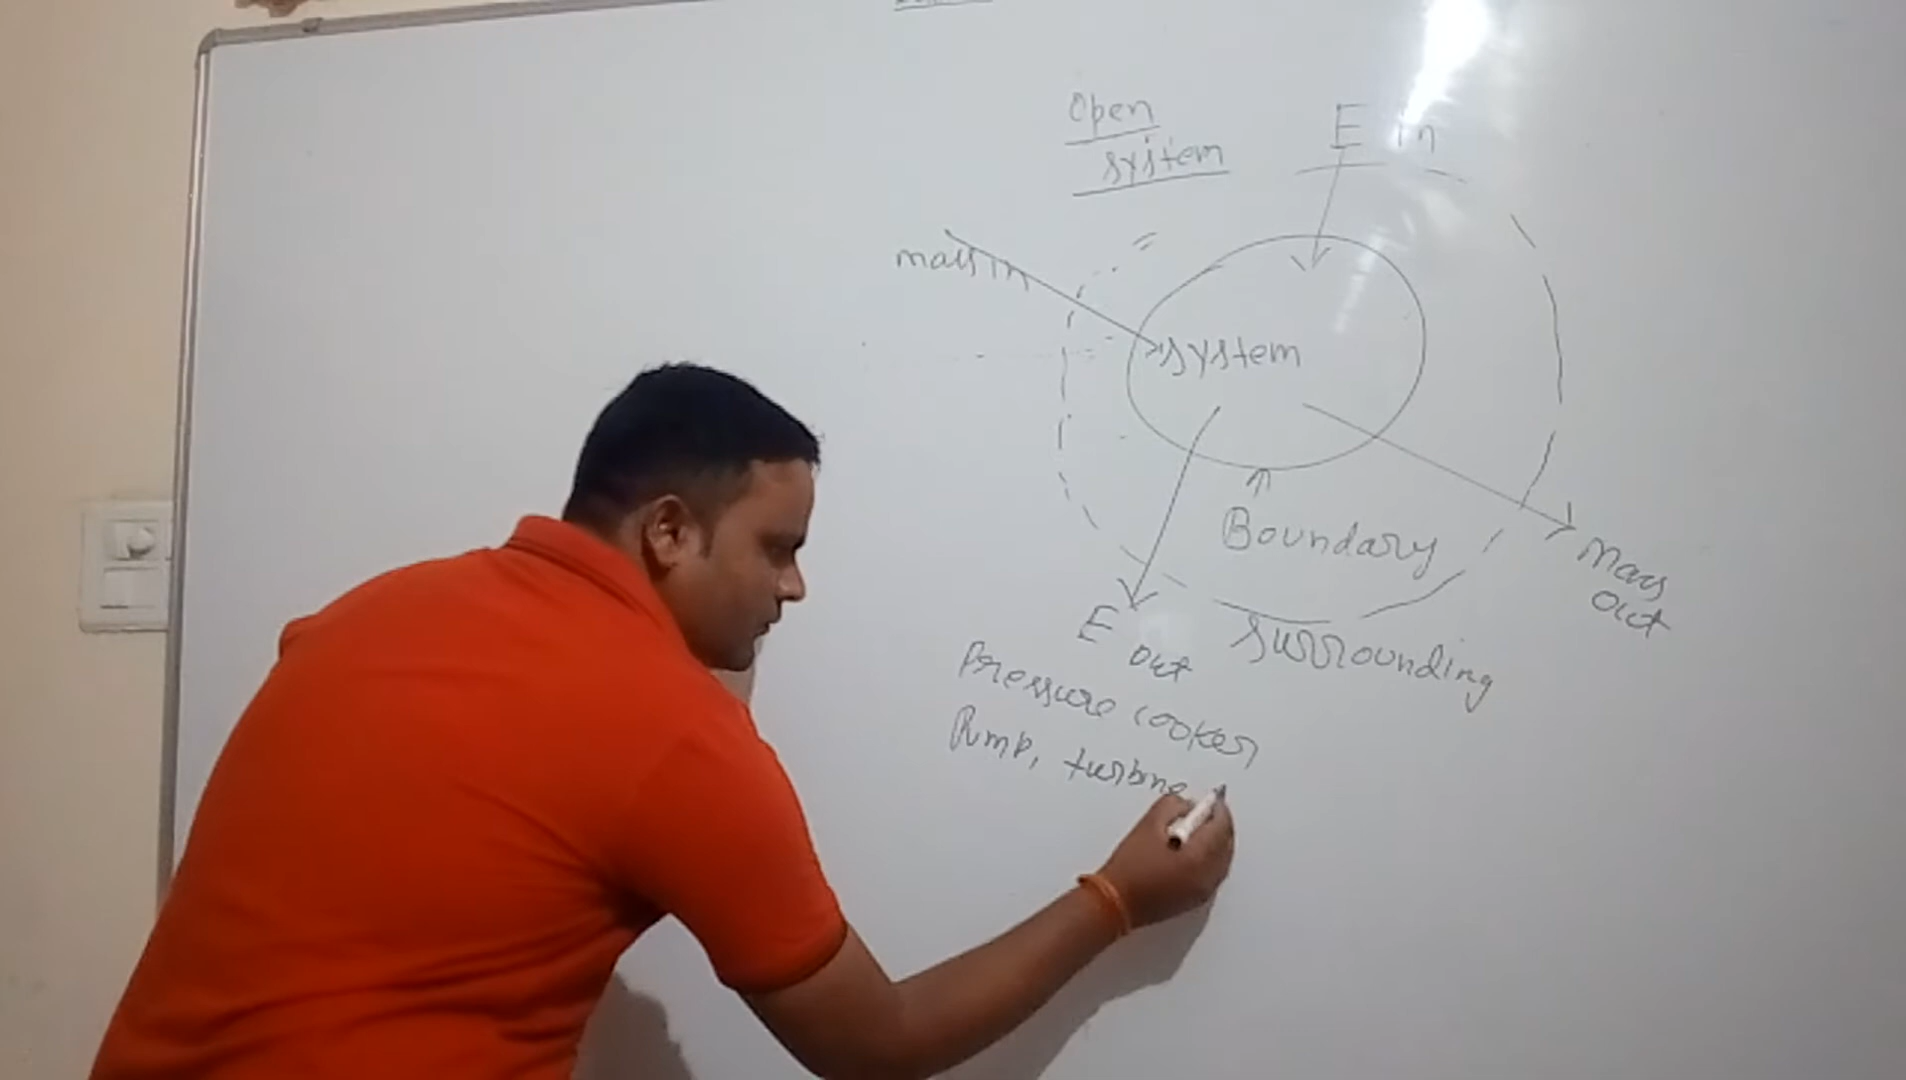 Open
system
E in
mass in
system
Boundary
Mass
out
E out
surrounding
Pressure cooker
Pump, turbine